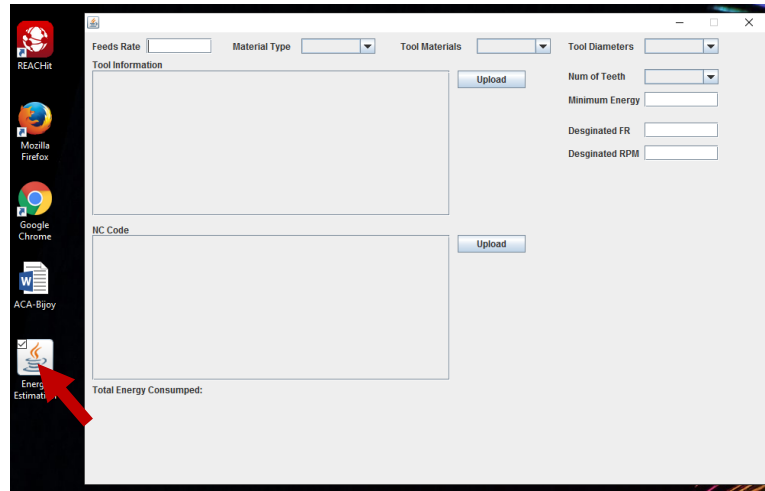 REACHit
Mozilla
Firefox
Google
Chrome
W
ACA-Bijoy
Feeds Rate Material Type Tool Materials Tool Diameters
Tool Information
Upload
Num of Teeth
Minimum Energy
Desginated FR
Desginated RPM
NC Code
Upload
Total Energy Consumped: